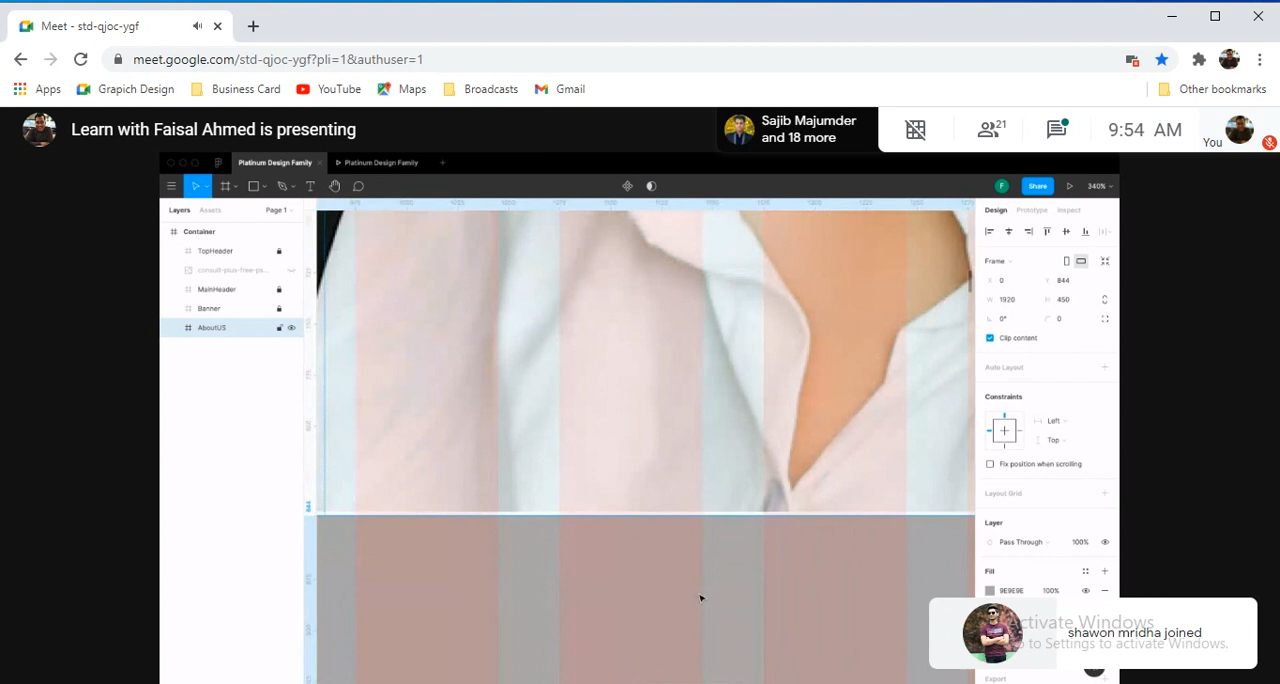 Meet - std-qjoc-ygf
meet.google.com/std-qjoc-ygf?pli=1&authuser=1
Apps
Grapich Design
Business Card
YouTube
Maps
Broadcasts
Gmail
Other bookmarks
Learn with Faisal Ahmed is presenting
Sajib Majumder
and 18 more
21
9:54 AM
You
Platinum Design Family
Platinum Design Family
F
Share
340%
Layers
Assets
Page 1
Container
TopHeader
consult-plus-free-ps...
MainHeader
Banner
AboutUS
844
Design
Prototype
Inspect
Frame
X 0
Y 844
W 1920
H 450
0°
0
Clip content
Auto Layout
Constraints
Left
Top
Fix position when scrolling
Layout Grid
Layer
Pass Through
100%
Fill
9E9E9E
100%
Activate Windows
shawon mridha joined
Go to Settings to activate Windows.
Export